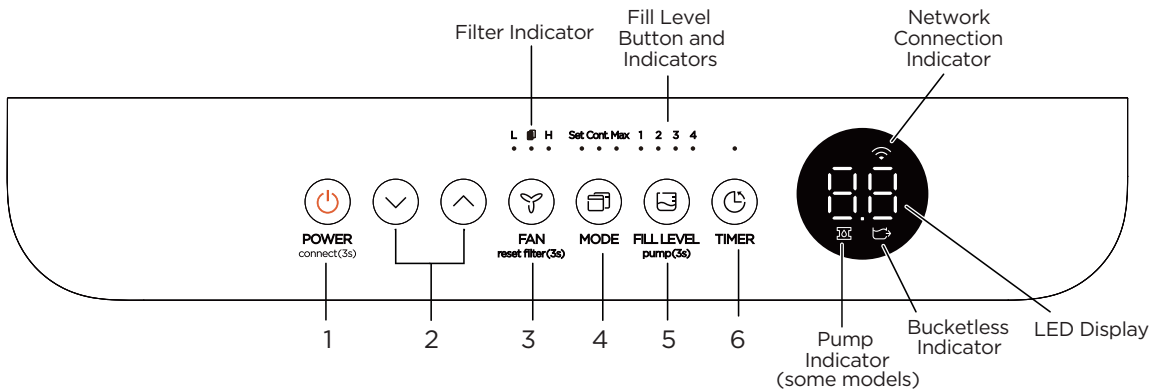 Filter Indicator
Fill Level
Button and
Indicators
Network
Connection
Indicator
L H Set Cont. Max 1 2 3 4
8.8
POWER
connect(3s)
FAN
reset filter(3s)
MODE
FILL LEVEL
pump(3s)
TIMER
1 2 3 4 5 6
Pump
Indicator
(some models)
Bucketless
Indicator
LED Display